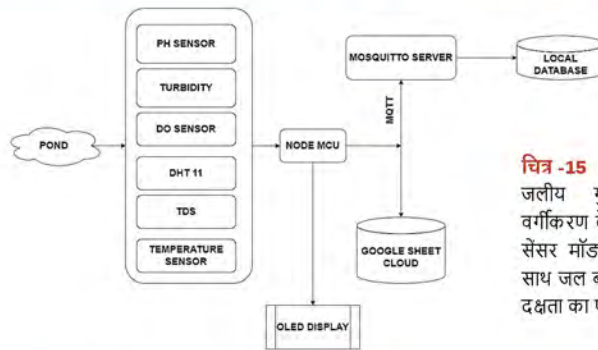 POND
PH SENSOR
TURBIDITY
DO SENSOR
DHT 11
TDS
TEMPERATURE
SENSOR
NODE MCU
OLED DISPLAY
MQTT
MOSQUITTO SERVER
LOCAL
DATABASE
GOOGLE SHEET
CLOUD
चित्र -15
जलीय
वर्गीकरण
सेंसर
साथ जल
दक्षता का